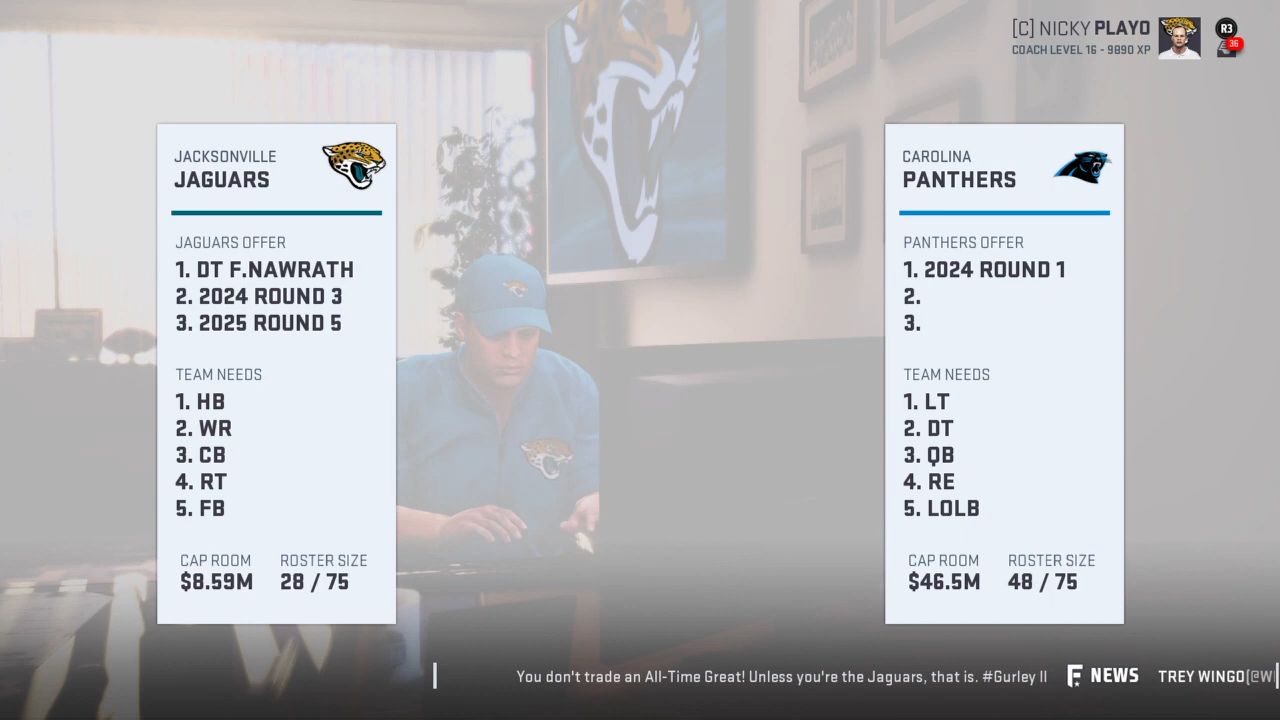 [C] NICKY PLAYO
COACH LEVEL 16 - 9890 XP
R3
36
JACKSONVILLE
JAGUARS
JAGUARS OFFER
1. DT F.NAWRATH
2. 2024 ROUND 3
3. 2025 ROUND 5
TEAM NEEDS
1. HB
2. WR
3. CB
4. RT
5. FB
CAP ROOM ROSTER SIZE
$8.59M 28 / 75
CAROLINA
PANTHERS
PANTHERS OFFER
1. 2024 ROUND 1
2.
3.
TEAM NEEDS
1. LT
2. DT
3. QB
4. RE
5. LOLB
CAP ROOM ROSTER SIZE
$46.5M 48 / 75
You don't trade an All-Time Great! Unless you're the Jaguars, that is. #Gurley II F NEWS TREY WINGO[@W